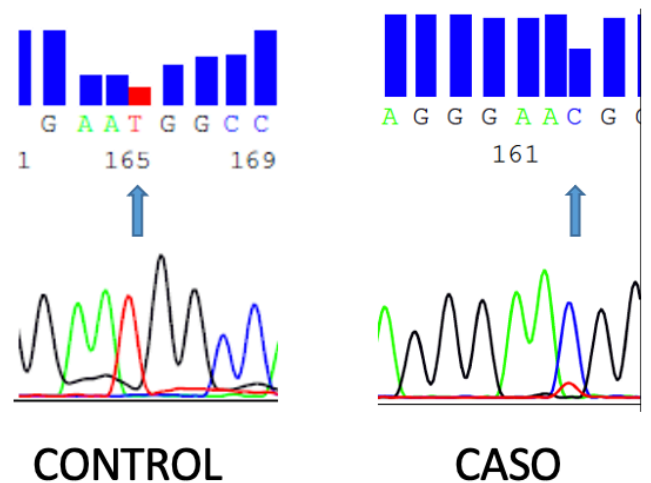 G A A T G G C C
1 165 169
A G G G A A C G
161
CONTROL
CASO